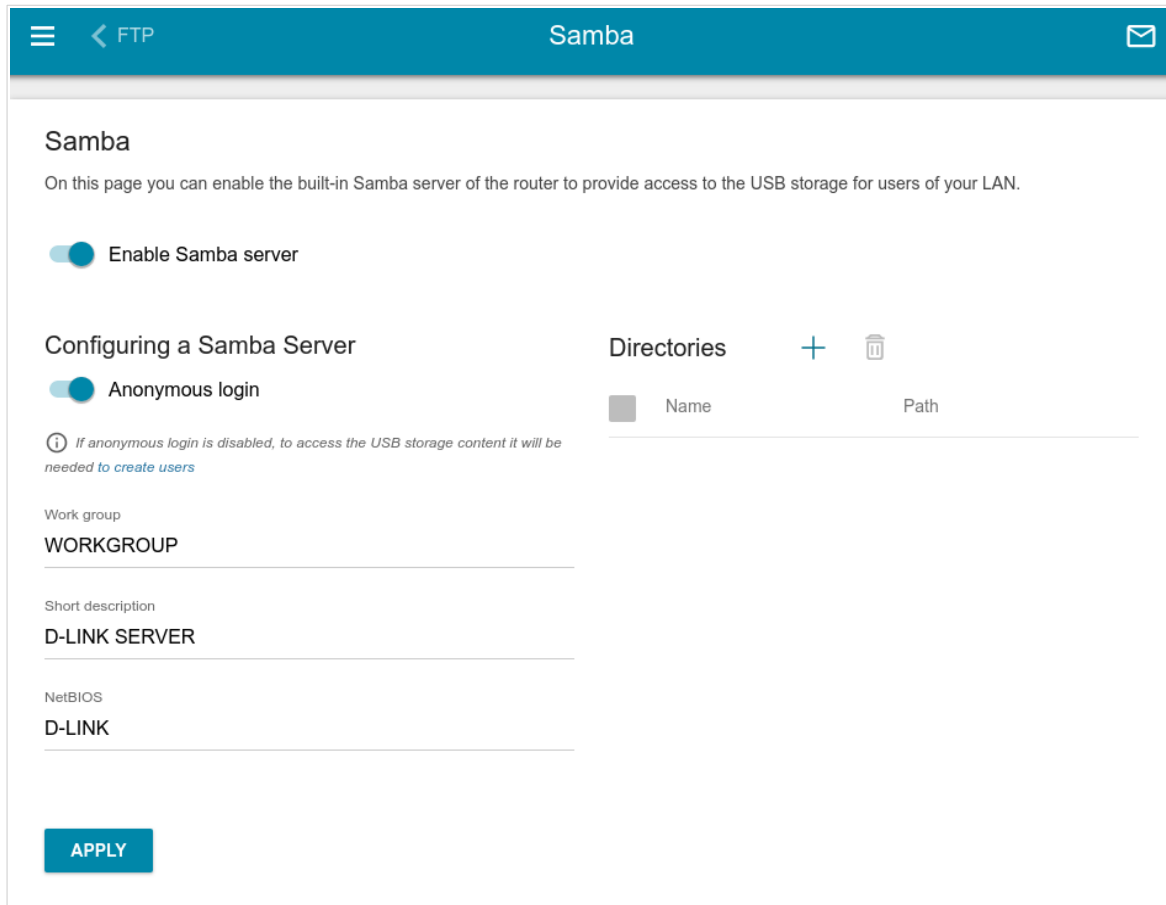 FTP
Samba
Samba
On this page you can enable the built-in Samba server of the router to provide access to the USB storage for users of your LAN.
Enable Samba server
Configuring a Samba Server
Anonymous login
If anonymous login is disabled, to access the USB storage content it will be
needed to create users
Work group
WORKGROUP
Short description
D-LINK SERVER
NetBIOS
D-LINK
APPLY
Directories
Name Path